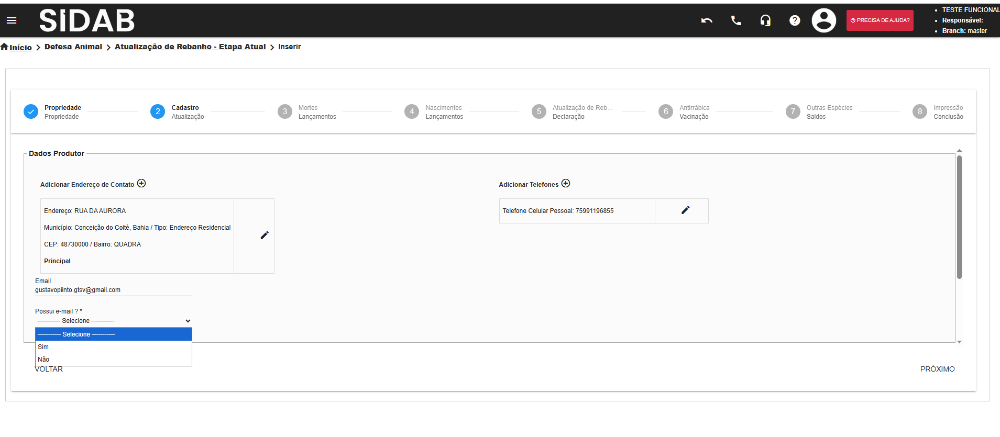 SIDAB
PRECISA DE AJUDA?
TESTE FUNCIONAL
Responsável:
Branch: master
Início > Defesa Animal > Atualização de Rebanho - Etapa Atual > Inserir
Propriedade
Propriedade
2
Cadastro
Atualização
3
Mortes
Lançamentos
4
Nascimentos
Lançamentos
5
Atualização de Reb...
Declaração
6
Antirrábica
Vacinação
7
Outras Espécies
Saldos
8
Impressão
Conclusão
Dados Produtor
Adicionar Endereço de Contato
Endereço: RUA DA AURORA
Município: Conceição do Coité, Bahia / Tipo: Endereço Residencial
CEP: 48730000 / Bairro: QUADRA
Principal
Adicionar Telefones
Telefone Celular Pessoal: 75991196855
Email
gustavopiinto.gtsv@gmail.com
Possui e-mail ? *
----------- Selecione -----------
----------- Selecione -----------
Sim
Não
VOLTAR
PRÓXIMO